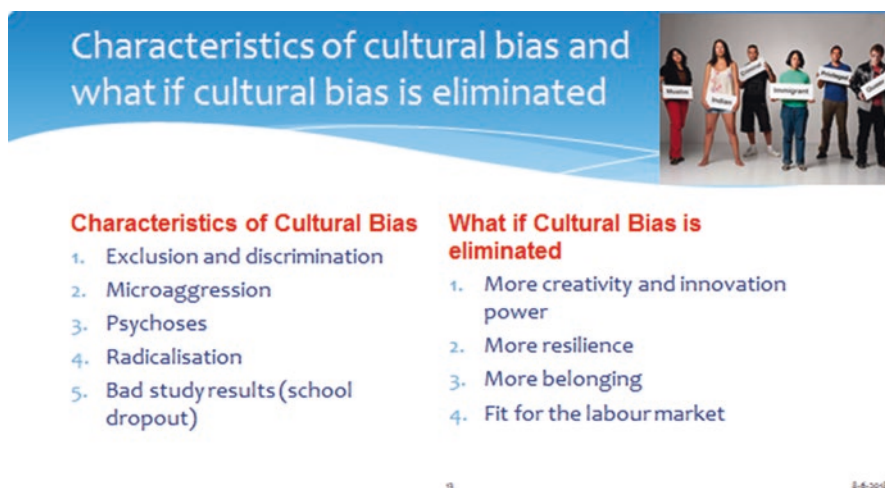 Characteristics of cultural bias and
what if cultural bias is eliminated
Muslim
Indian
Criminal
Immigrant
Privileged
Characteristics of Cultural Bias
1. Exclusion and discrimination
2. Microaggression
3. Psychoses
4. Radicalisation
5. Bad study results (school
dropout)
What if Cultural Bias is
eliminated
1. More creativity and innovation
power
2. More resilience
3. More belonging
4. Fit for the labour market